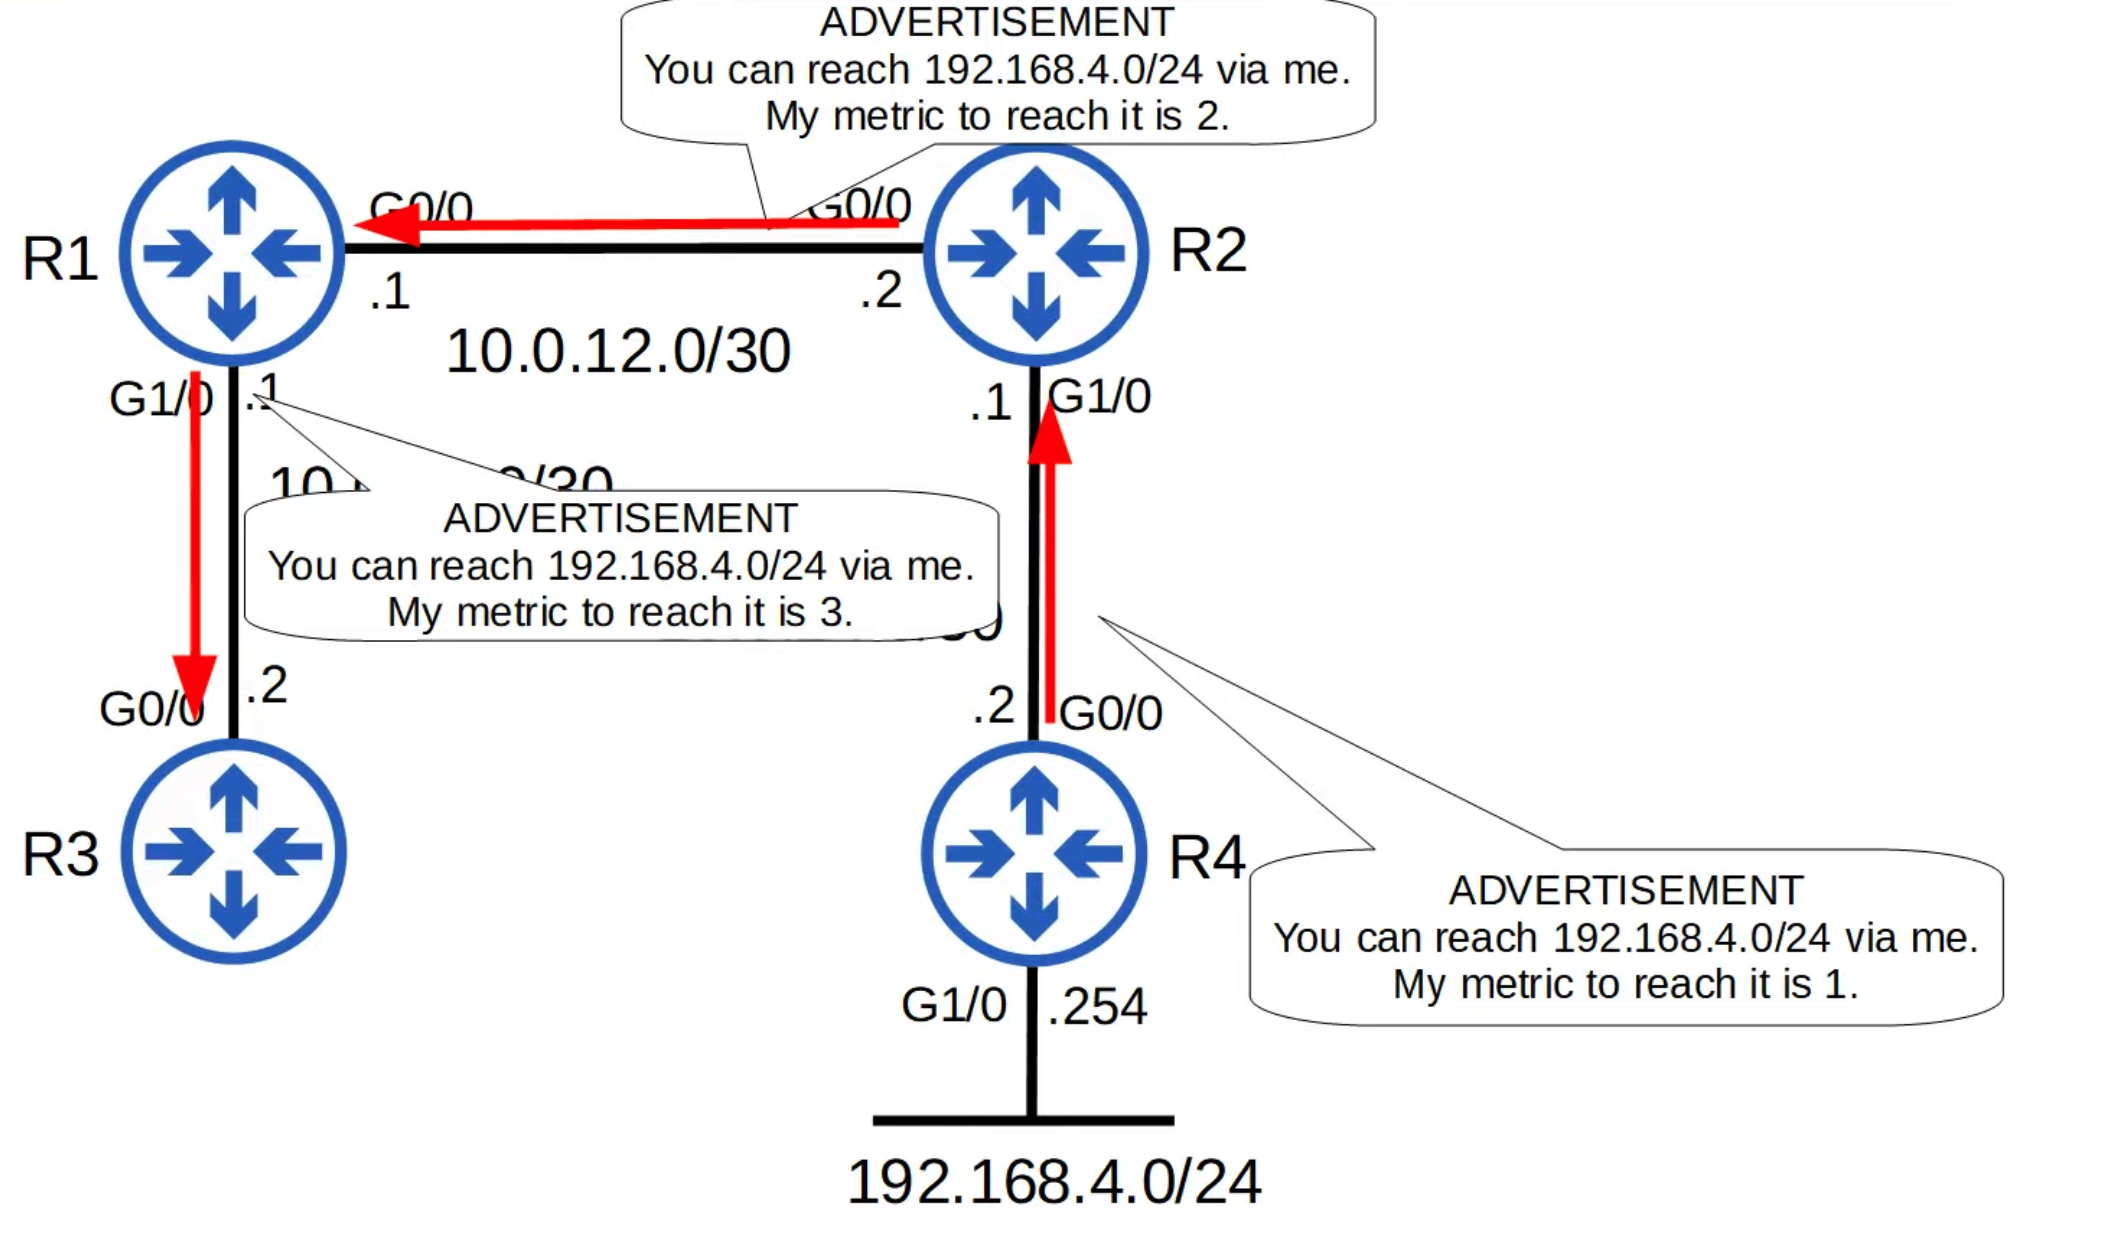 ADVERTISEMENT
You can reach 192.168.4.0/24 via me.
My metric to reach it is 2.
G0/0
G0/0
R1
R2
.1
.2
10.0.12.0/30
G1/0
.1
.1
G1/0
ADVERTISEMENT
You can reach 192.168.4.0/24 via me.
My metric to reach it is 3.
.2
G0/0
.2
G0/0
R3
R4
ADVERTISEMENT
You can reach 192.168.4.0/24 via me.
My metric to reach it is 1.
G1/0
.254
192.168.4.0/24